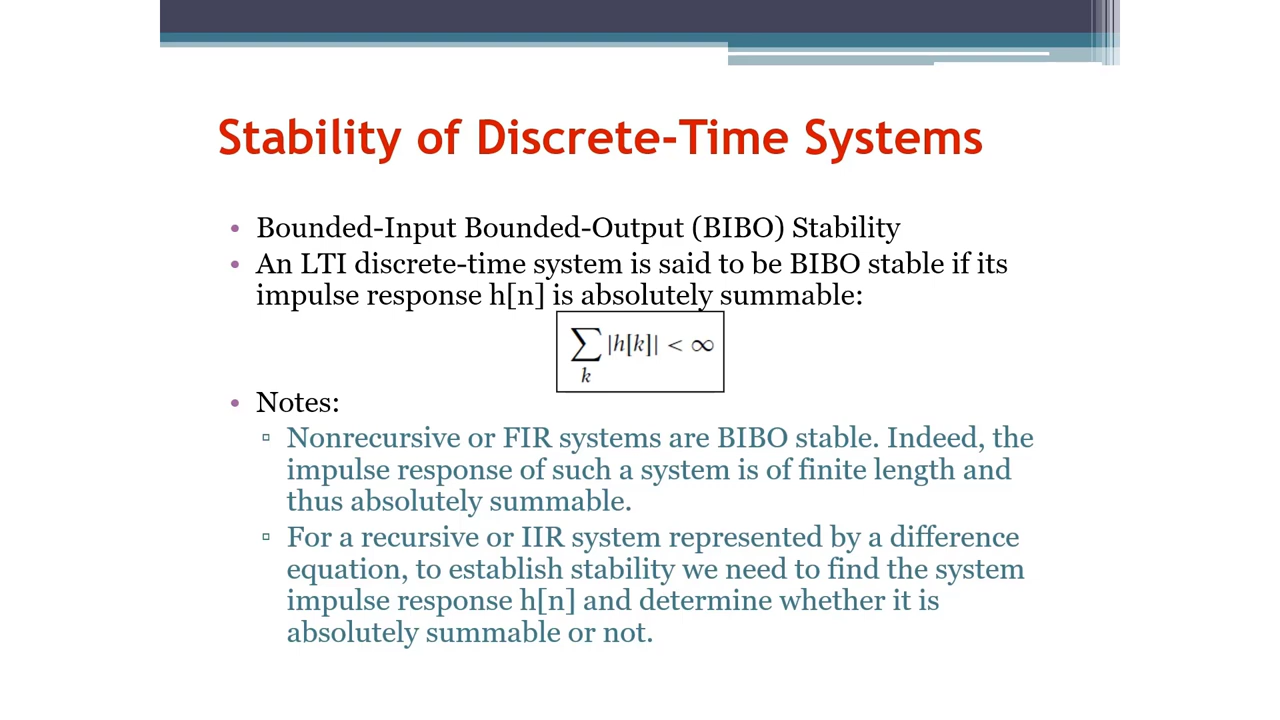 Stability of Discrete-Time Systems
• Bounded-Input Bounded-Output (BIBO) Stability
• An LTI discrete-time system is said to be BIBO stable if its
impulse response h[n] is absolutely summable:
∑ |h[k]| < ∞
k
• Notes:
▫ Nonrecursive or FIR systems are BIBO stable. Indeed, the
impulse response of such a system is of finite length and
thus absolutely summable.
▫ For a recursive or IIR system represented by a difference
equation, to establish stability we need to find the system
impulse response h[n] and determine whether it is
absolutely summable or not.